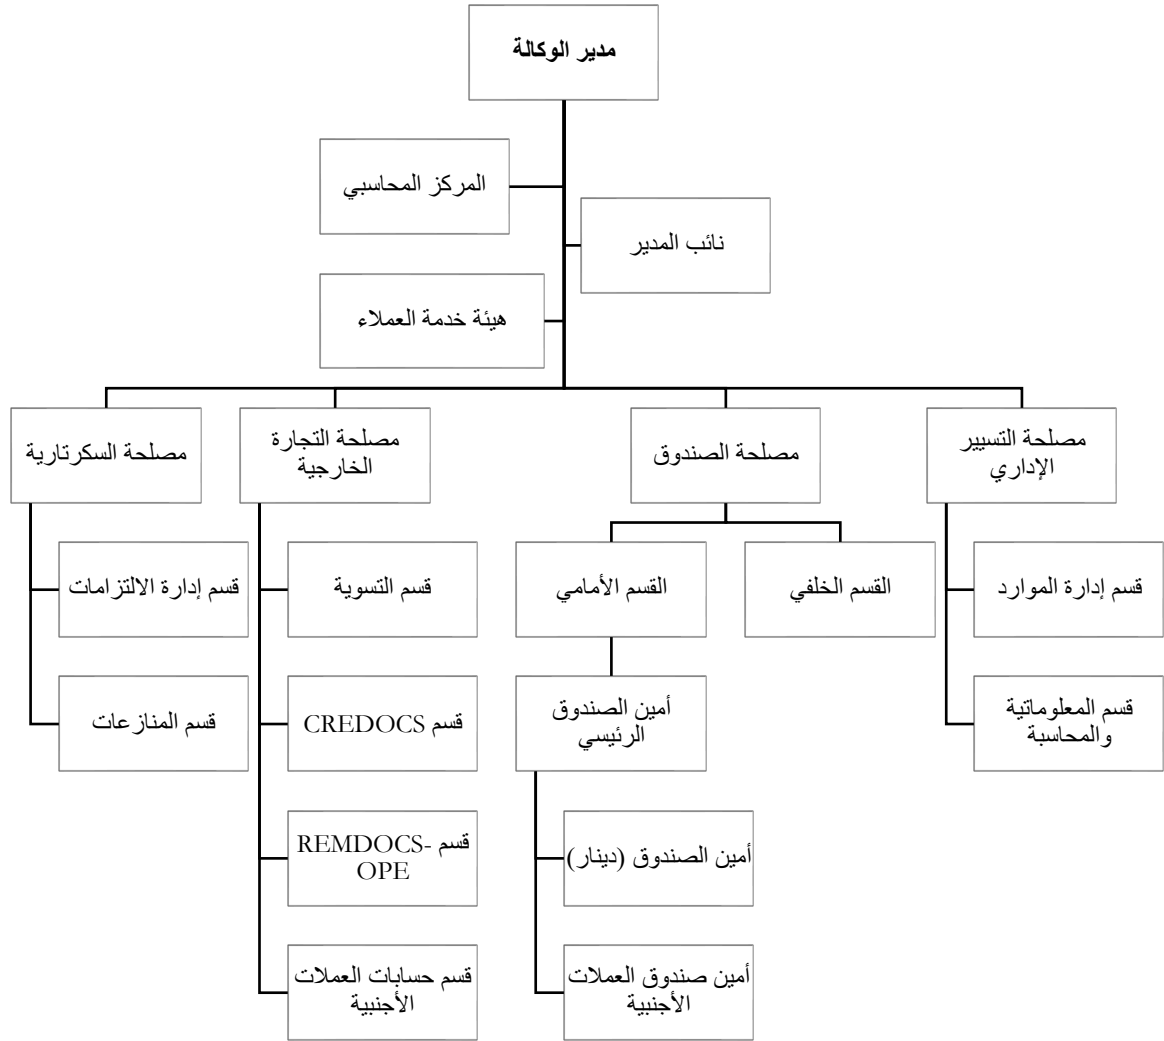 مدير الوكالة
المركز المحاسبي
نائب المدير
هيئة خدمة العملاء
مصلحة التسيير
الإداري
مصلحة الصندوق
مصلحة التجارة
الخارجية
مصلحة السكرتارية
قسم إدارة الموارد
القسم الخلفي
القسم الأمامي
قسم التسوية
قسم إدارة الالتزامات
قسم المعلوماتية
والمحاسبة
أمين الصندوق
الرئيسي
قسم CREDOCS
قسم المنازعات
أمين الصندوق (دينار)
قسم REMDOCS-
OPE
أمين صندوق العملات
الأجنبية
قسم حسابات العملات
الأجنبية